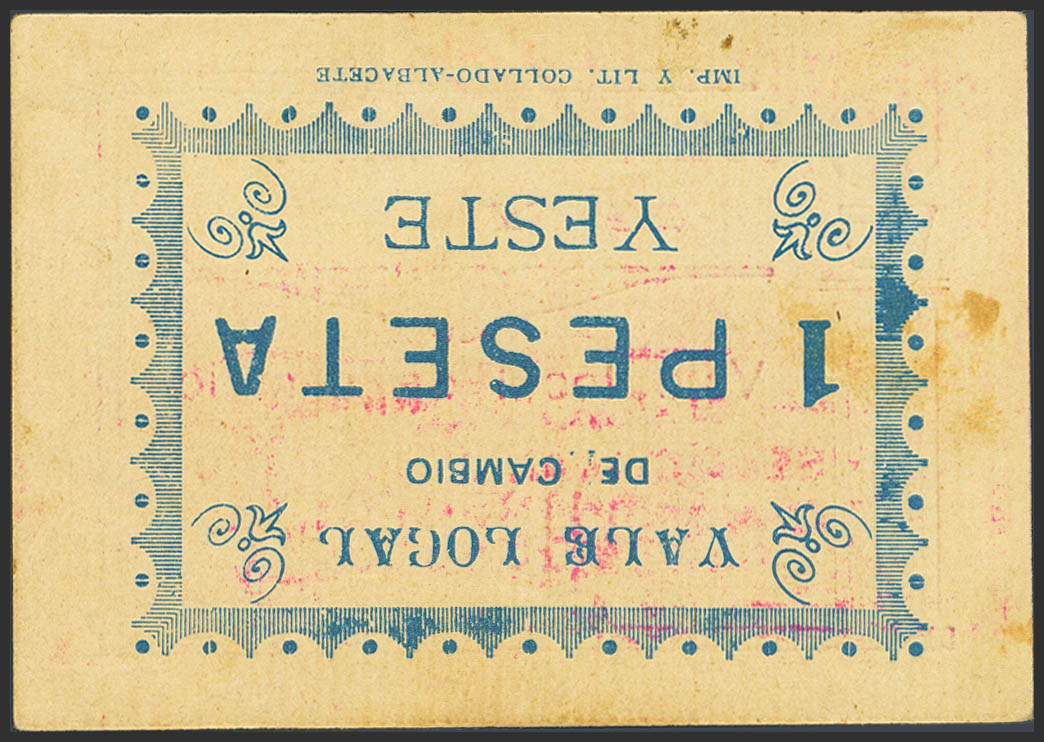 VALE LOCAL
DE CAMBIO
1 PESETA
YESTE
IMP. Y LIT. COLLADO-ALBACETE